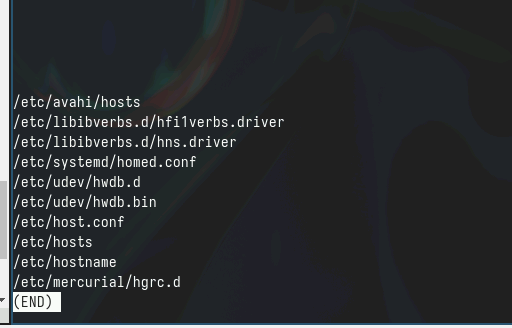 /etc/avahi/hosts
/etc/libibverbs.d/hfi1verbs.driver
/etc/libibverbs.d/hns.driver
/etc/systemd/homed.conf
/etc/udev/hwdb.d
/etc/udev/hwdb.bin
/etc/host.conf
/etc/hosts
/etc/hostname
/etc/mercurial/hgrc.d
(END)